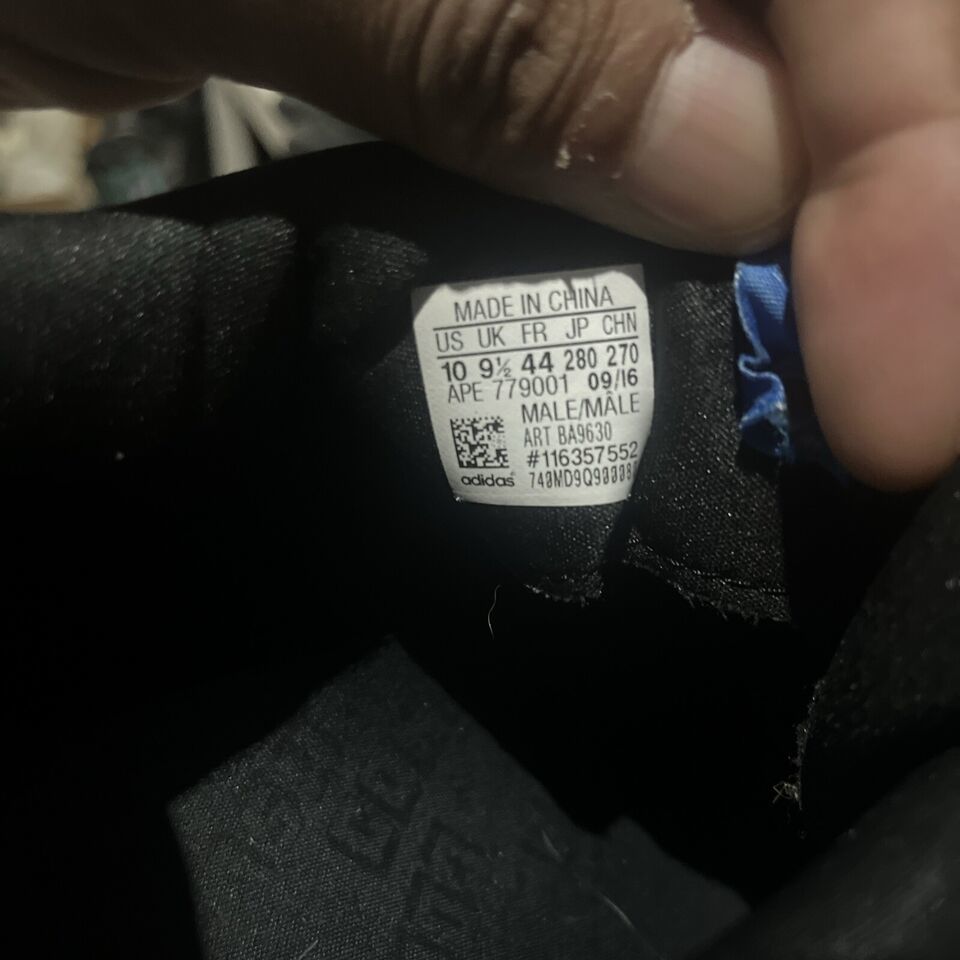 MADE IN CHINA
US UK FR JP CHN
10 9½ 44 280 270
APE 779001 09/16
MALE/MÂLE
ART BA9630
#116357552
adidas